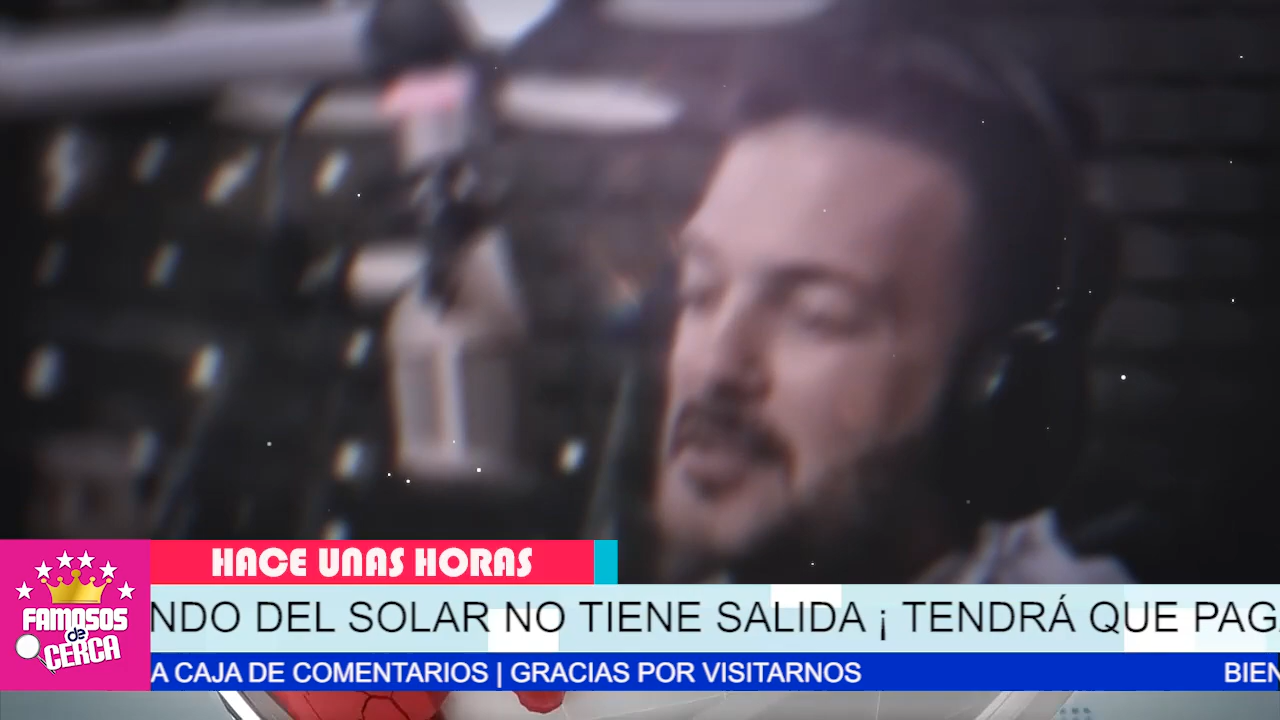 HACE UNAS HORAS
FAMOSOS
de
CERCA
NDO DEL SOLAR NO TIENE SALIDA ¡ TENDRÁ QUE PAG
A CAJA DE COMENTARIOS | GRACIAS POR VISITARNOS
BIEN